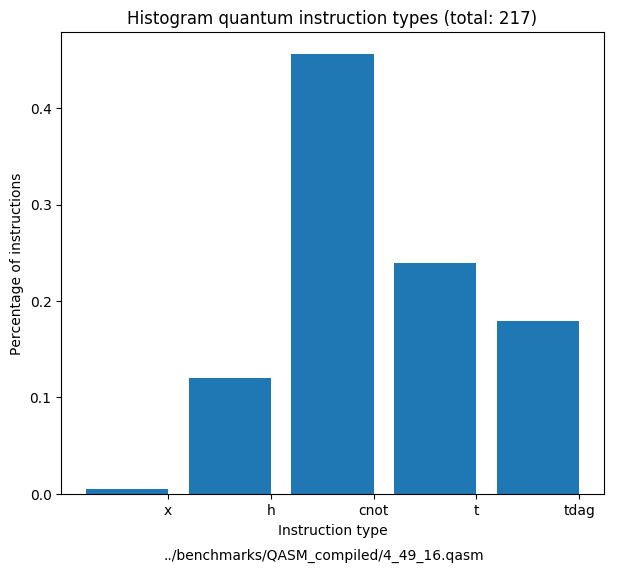 Histogram quantum instruction types (total: 217)
Percentage of instructions
0.4
0.3
0.2
0.1
0.0
x h cnot t tdag
Instruction type
../benchmarks/QASM_compiled/4_49_16.qasm